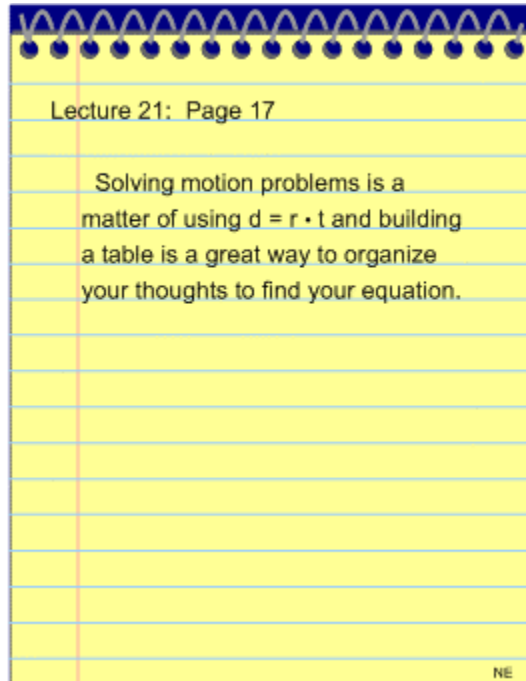 Lecture 21:  Page 17
Solving motion problems is a
matter of using d = r • t and building
a table is a great way to organize
your thoughts to find your equation.
NE